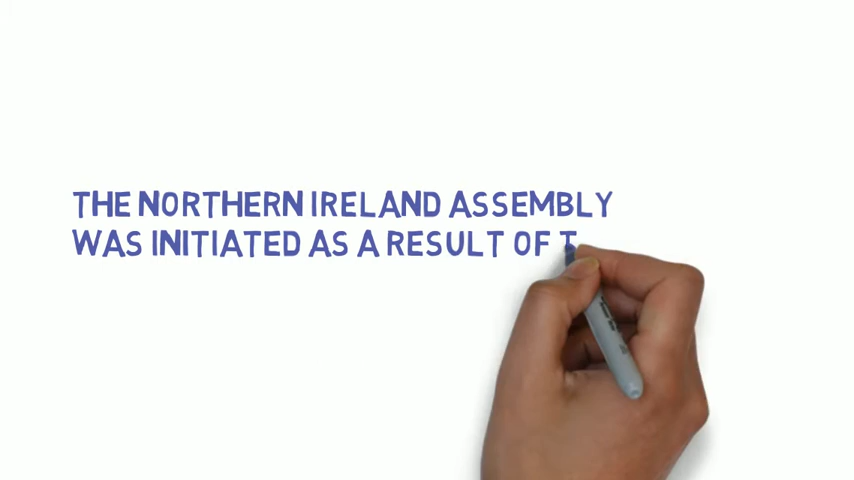 THE NORTHERN IRELAND ASSEMBLY
WAS INITIATED AS A RESULT OF T